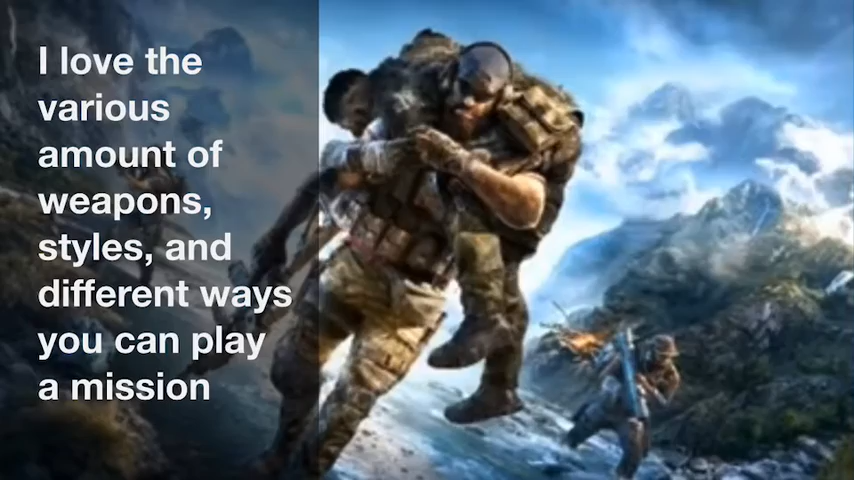 I love the
various
amount of
weapons,
styles, and
different ways
you can play
a mission